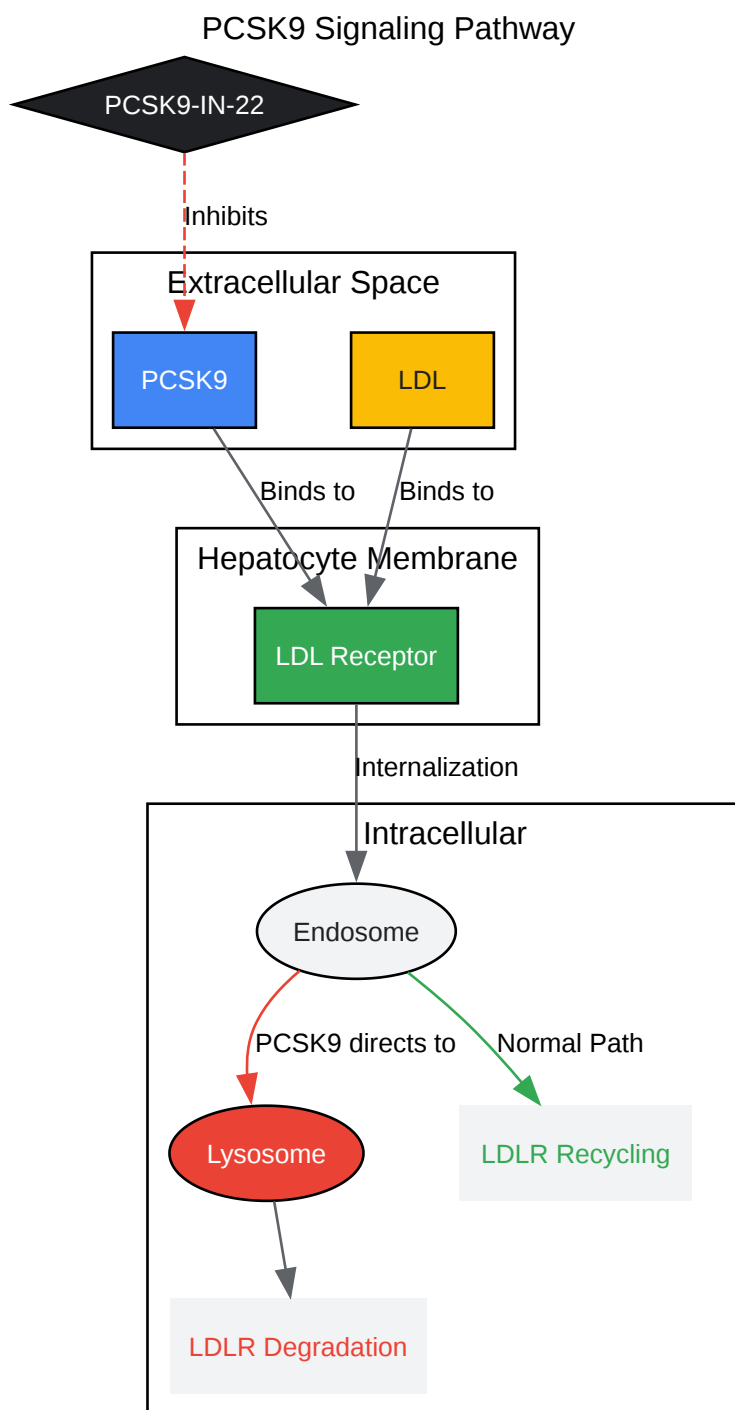 PCSK9 Signaling Pathway
PCSK9-IN-22
Inhibits
Extracellular Space
PCSK9
LDL
Binds to
Binds to
Hepatocyte Membrane
LDL Receptor
Internalization
Intracellular
Endosome
PCSK9 directs to
Normal Path
Lysosome
LDLR Recycling
LDLR Degradation